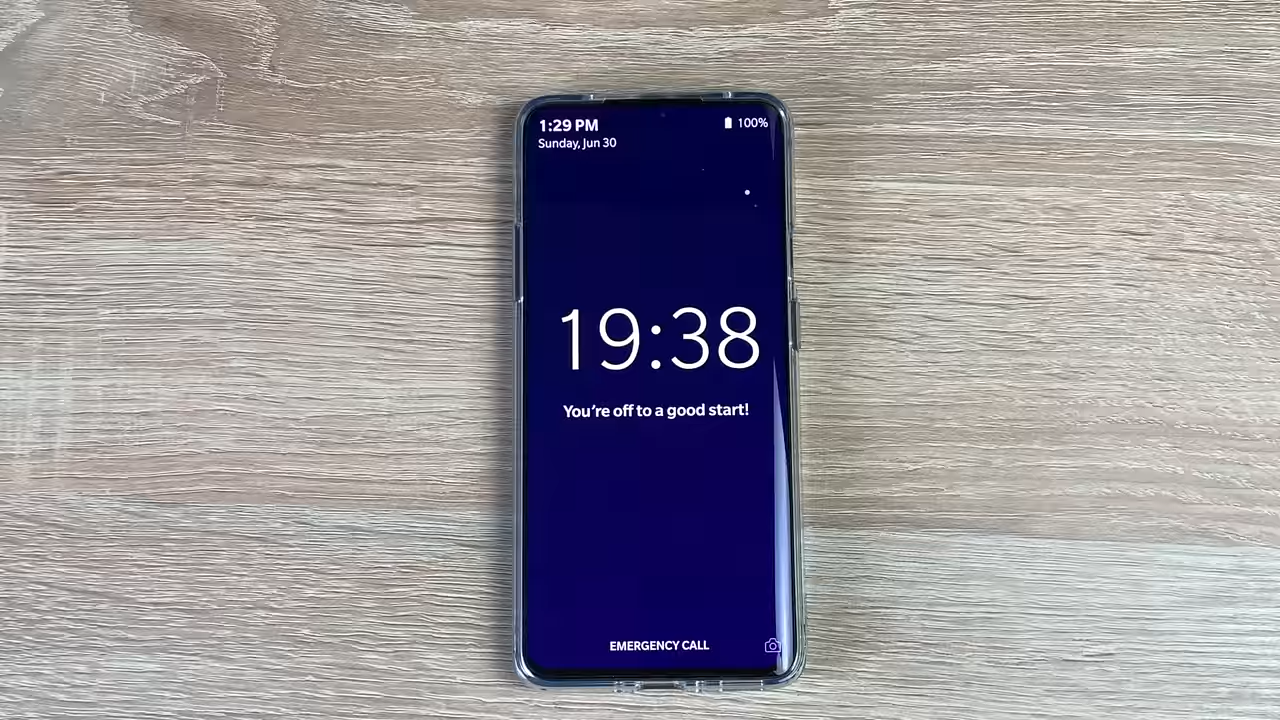 1:29 PM
100%
Sunday, Jun 30
19:38
You're off to a good start!
EMERGENCY CALL